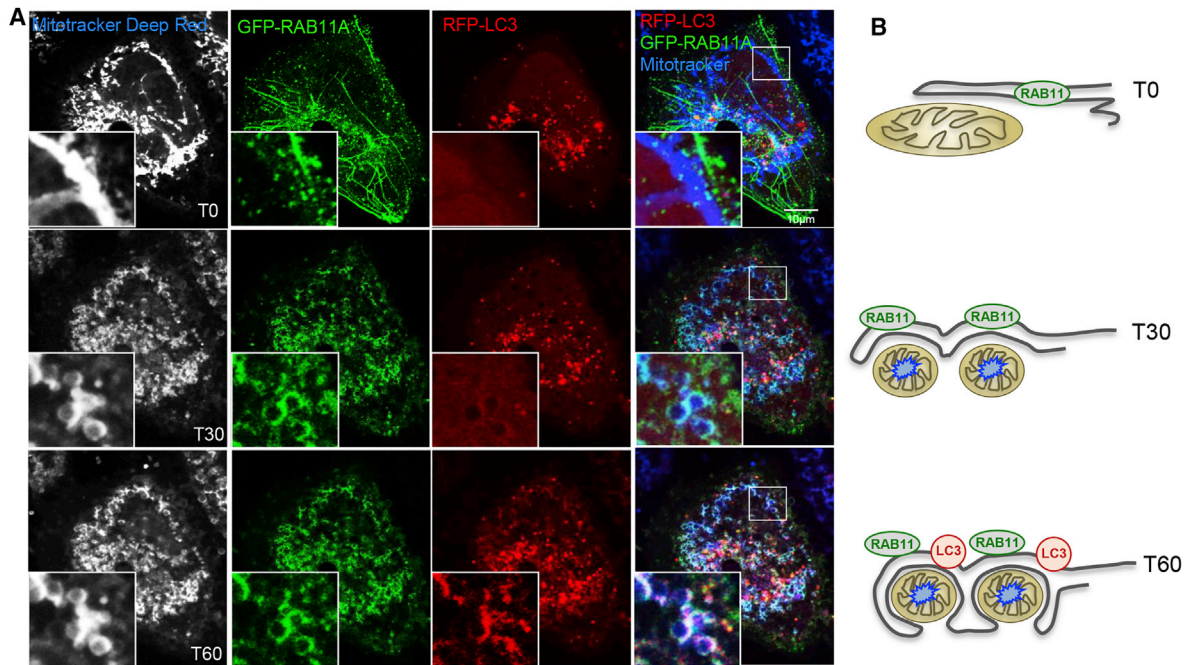 A
Mitotracker Deep Red
GFP-RAB11A
RFP-LC3
RFP-LC3
GFP-RAB11A
Mitotracker
10µm
T0
T30
T60
B
RAB11
T0
RAB11
RAB11
T30
RAB11
LC3
RAB11
LC3
T60